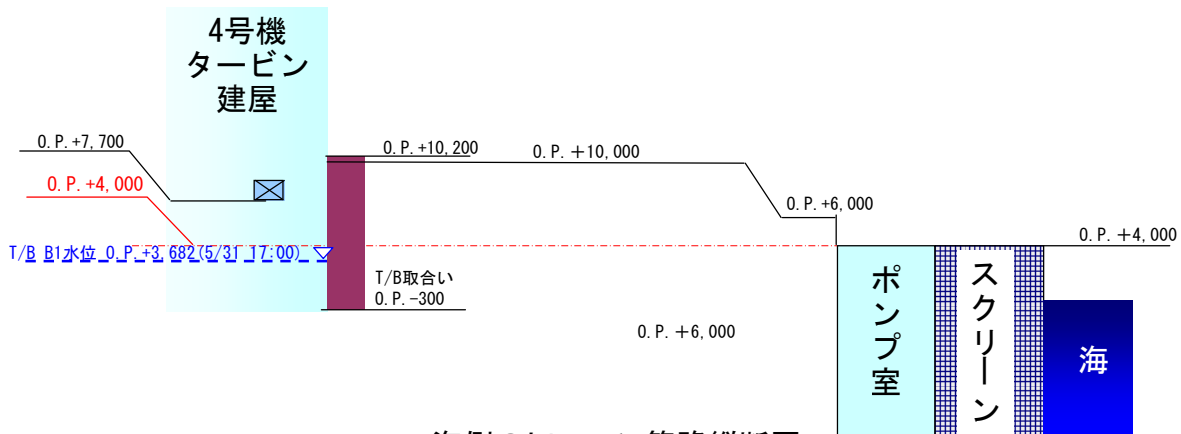 4号機
タービン
建屋
O.P.+7,700
O.P.+10,200
O.P.+10,000
O.P.+4,000
O.P.+6,000
O.P.+4,000
T/B B1水位 O.P.+3,682(5/31 17:00)
T/B取合い
O.P.-300
O.P.+6,000
ポンプ室
スクリーン
海